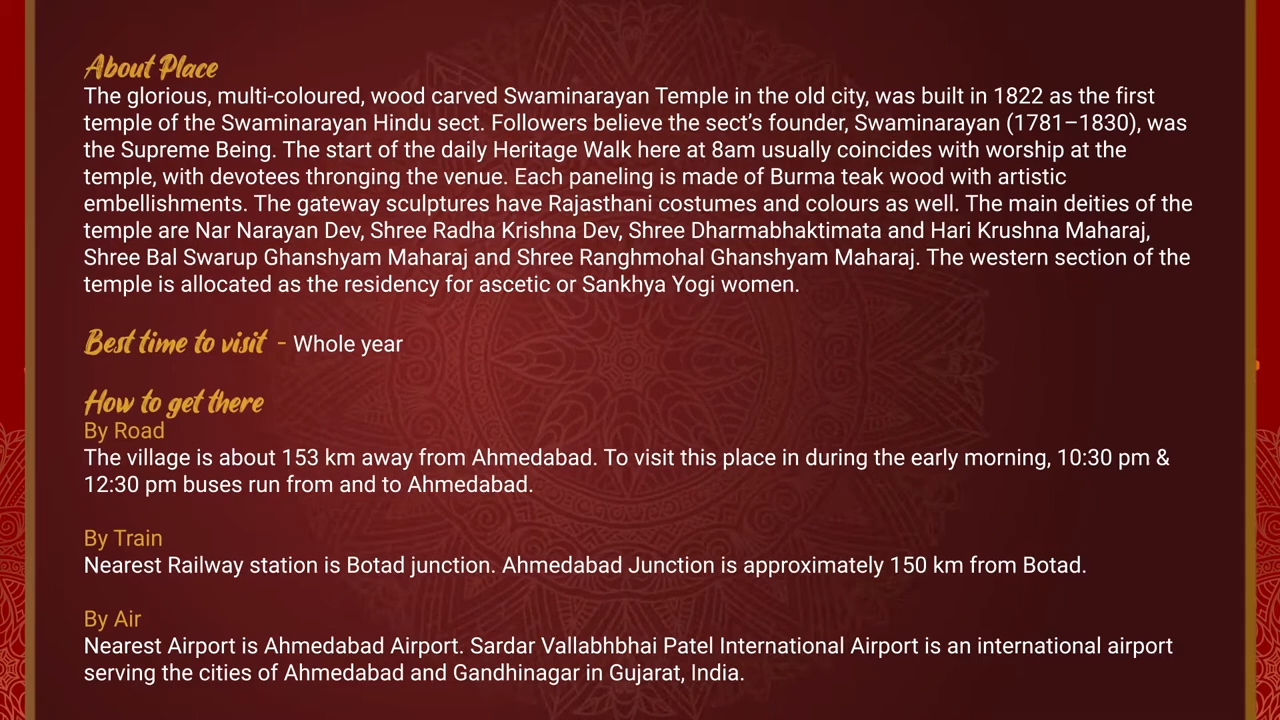 About Place
The glorious, multi-coloured, wood carved Swaminarayan Temple in the old city, was built in 1822 as the first
temple of the Swaminarayan Hindu sect. Followers believe the sect’s founder, Swaminarayan (1781–1830), was
the Supreme Being. The start of the daily Heritage Walk here at 8am usually coincides with worship at the
temple, with devotees thronging the venue. Each paneling is made of Burma teak wood with artistic
embellishments. The gateway sculptures have Rajasthani costumes and colours as well. The main deities of the
temple are Nar Narayan Dev, Shree Radha Krishna Dev, Shree Dharmabhaktimata and Hari Krushna Maharaj,
Shree Bal Swarup Ghanshyam Maharaj and Shree Ranghmohal Ghanshyam Maharaj. The western section of the
temple is allocated as the residency for ascetic or Sankhya Yogi women.
Best time to visit - Whole year
How to get there
By Road
The village is about 153 km away from Ahmedabad. To visit this place in during the early morning, 10:30 pm &
12:30 pm buses run from and to Ahmedabad.
By Train
Nearest Railway station is Botad junction. Ahmedabad Junction is approximately 150 km from Botad.
By Air
Nearest Airport is Ahmedabad Airport. Sardar Vallabhbhai Patel International Airport is an international airport
serving the cities of Ahmedabad and Gandhinagar in Gujarat, India.